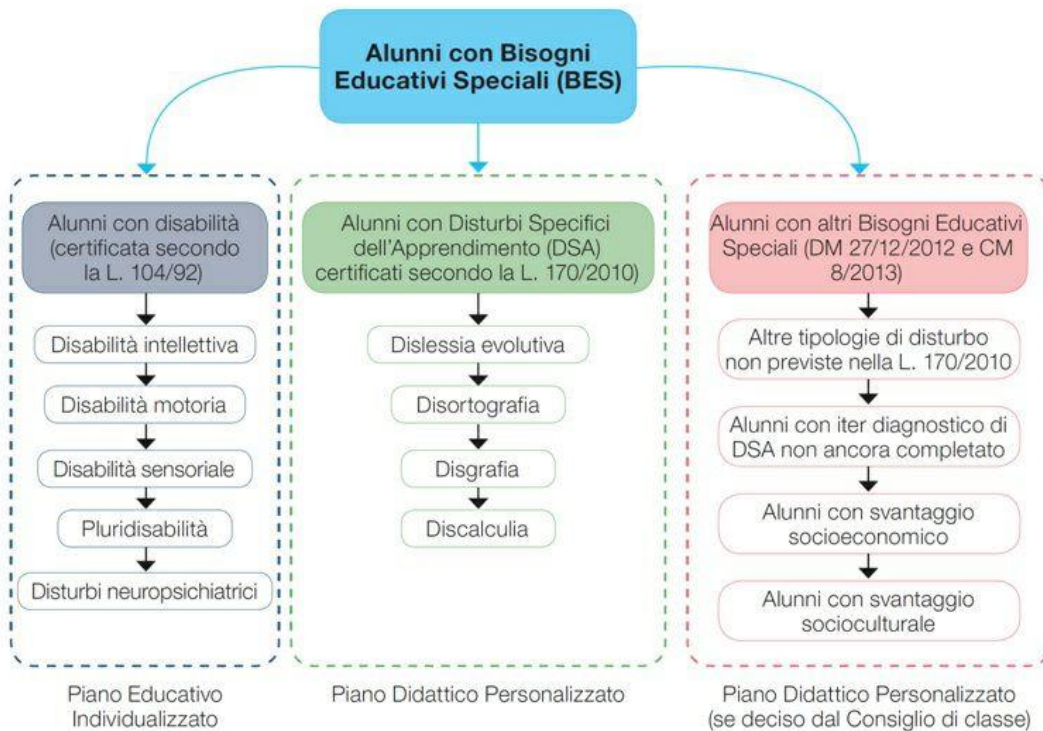 Alunni con Bisogni
Educativi Speciali (BES)
Alunni con disabilità
(certificata secondo
la L. 104/92)
Disabilità intellettiva
Disabilità motoria
Disabilità sensoriale
Pluridisabilità
Disturbi neuropsichiatrici
Piano Educativo
Individualizzato
Alunni con Disturbi Specifici
dell'Apprendimento (DSA)
certificati secondo la L. 170/2010)
Dislessia evolutiva
Disortografia
Disgrafia
Discalculia
Piano Didattico Personalizzato
Alunni con altri Bisogni Educativi
Speciali (DM 27/12/2012 e CM
8/2013)
Altre tipologie di disturbo
non previste nella L. 170/2010
Alunni con iter diagnostico di
DSA non ancora completato
Alunni con svantaggio
socioeconomico
Alunni con svantaggio
socioculturale
Piano Didattico Personalizzato
(se deciso dal Consiglio di classe)